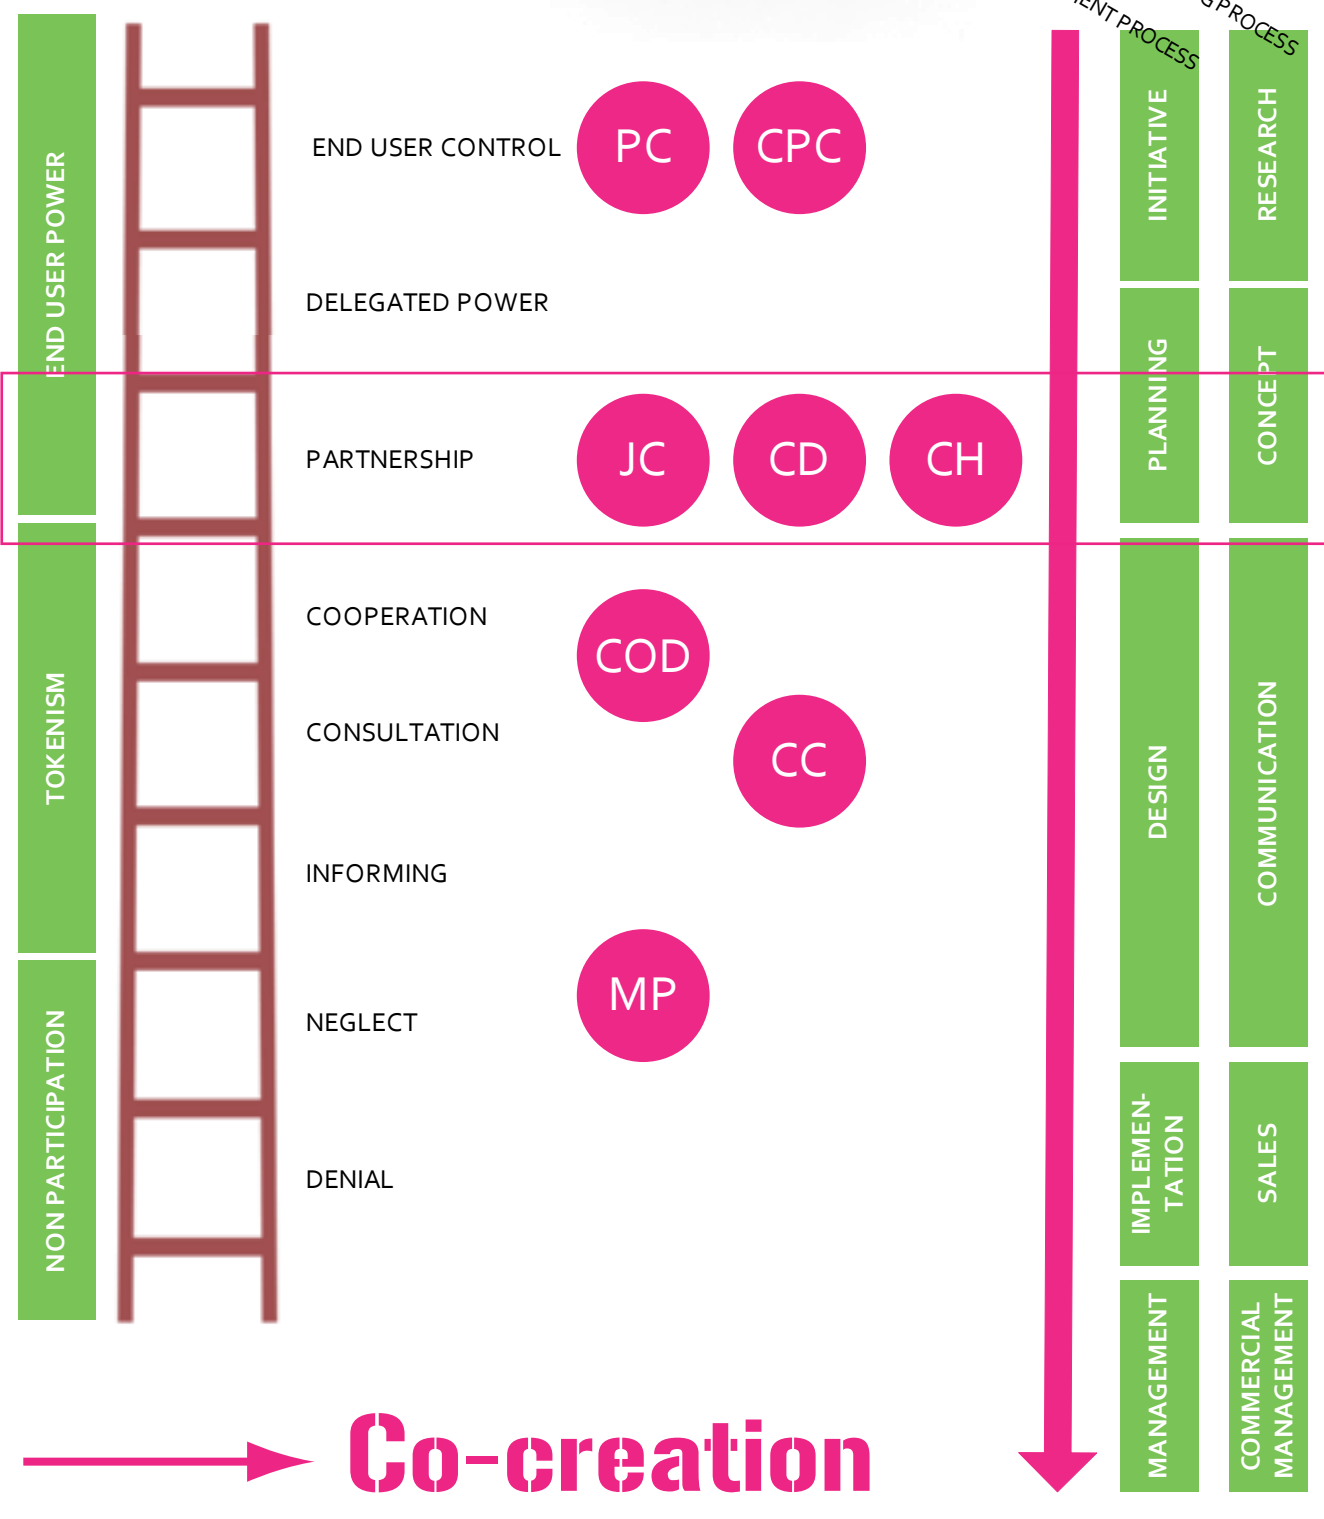 PROCESS
PROCESS
END USER POWER
TOKENISM
NON PARTICIPATION
END USER CONTROL
PC
CPC
DELEGATED POWER
PARTNERSHIP
JC
CD
CH
COOPERATION
COD
CONSULTATION
CC
INFORMING
MP
NEGLECT
DENIAL
INITIATIVE
PLANNING
DESIGN
IMPLEMEN-
TATION
MANAGEMENT
RESEARCH
CONCEPT
COMMUNICATION
SALES
COMMERCIAL
MANAGEMENT
Co-creation